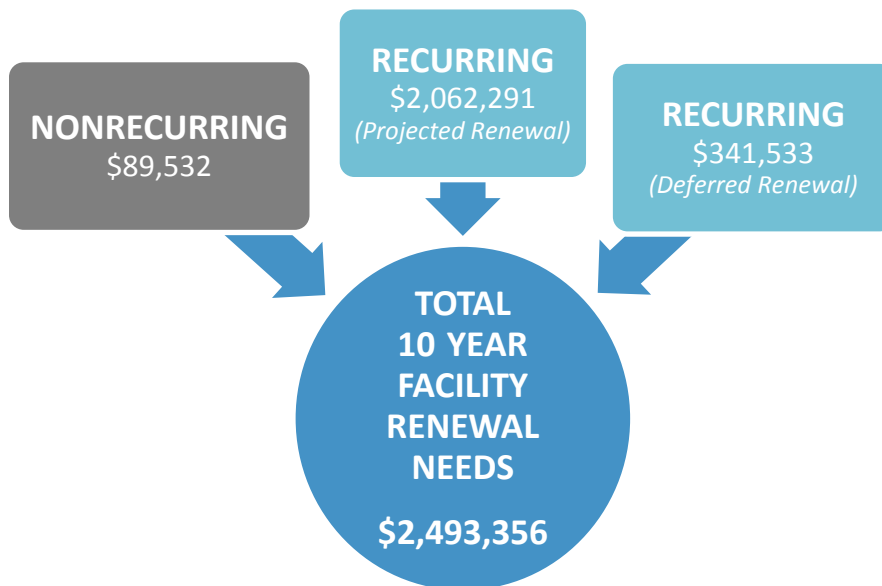 NONRECURRING
$89,532
RECURRING
$2,062,291
(Projected Renewal)
RECURRING
$341,533
(Deferred Renewal)
TOTAL
10 YEAR
FACILITY
RENEWAL
NEEDS
$2,493,356